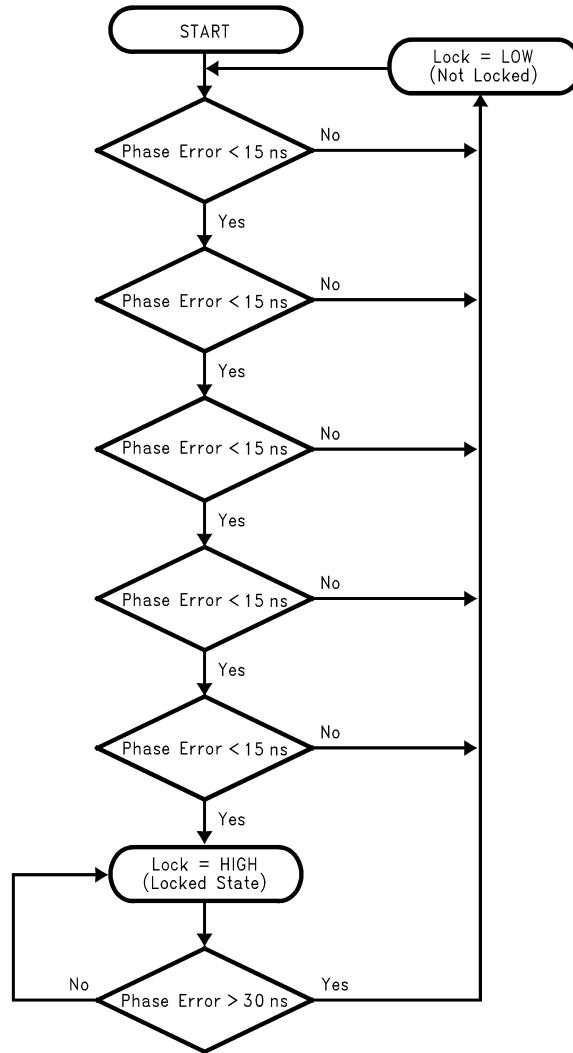 START
Lock = LOW
(Not Locked)
Phase Error < 15 ns
No
Yes
Phase Error < 15 ns
No
Yes
Phase Error < 15 ns
No
Yes
Phase Error < 15 ns
No
Yes
Phase Error < 15 ns
No
Yes
Lock = HIGH
(Locked State)
No
Phase Error > 30 ns
Yes